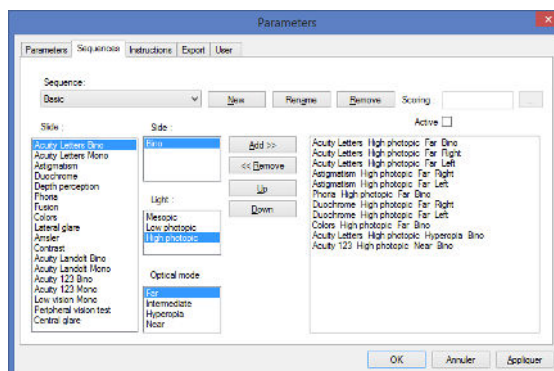 Parameters
Parameters Sequences Instructions Export User
Sequence:
Basic New Rename Remove Scoring : ...
Active
Slide :
Acuity Letters Bino
Acuity Letters Mono
Astigmatism
Duochrome
Depth perception
Phoria
Fusion
Colors
Lateral glare
Amsler
Contrast
Acuity Landolt Bino
Acuity Landolt Mono
Acuity 123 Bino
Acuity 123 Mono
Low vision Mono
Peripheral vision test
Central glare
Side :
Bino
Light :
Mesopic
Low photopic
High photopic
Optical mode
Far
Intermediate
Hyperopia
Near
Add >>
<< Remove
Up
Down
Acuity Letters High photopic Far Bino
Acuity Letters High photopic Far Right
Acuity Letters High photopic Far Left
Astigmatism High photopic Far Right
Astigmatism High photopic Far Left
Phoria High photopic Far Bino
Duochrome High photopic Far Right
Duochrome High photopic Far Left
Colors High photopic Far Bino
Acuity Letters High photopic Hyperopia Bino
Acuity 123 High photopic Near Bino
OK Annuler Appliquer